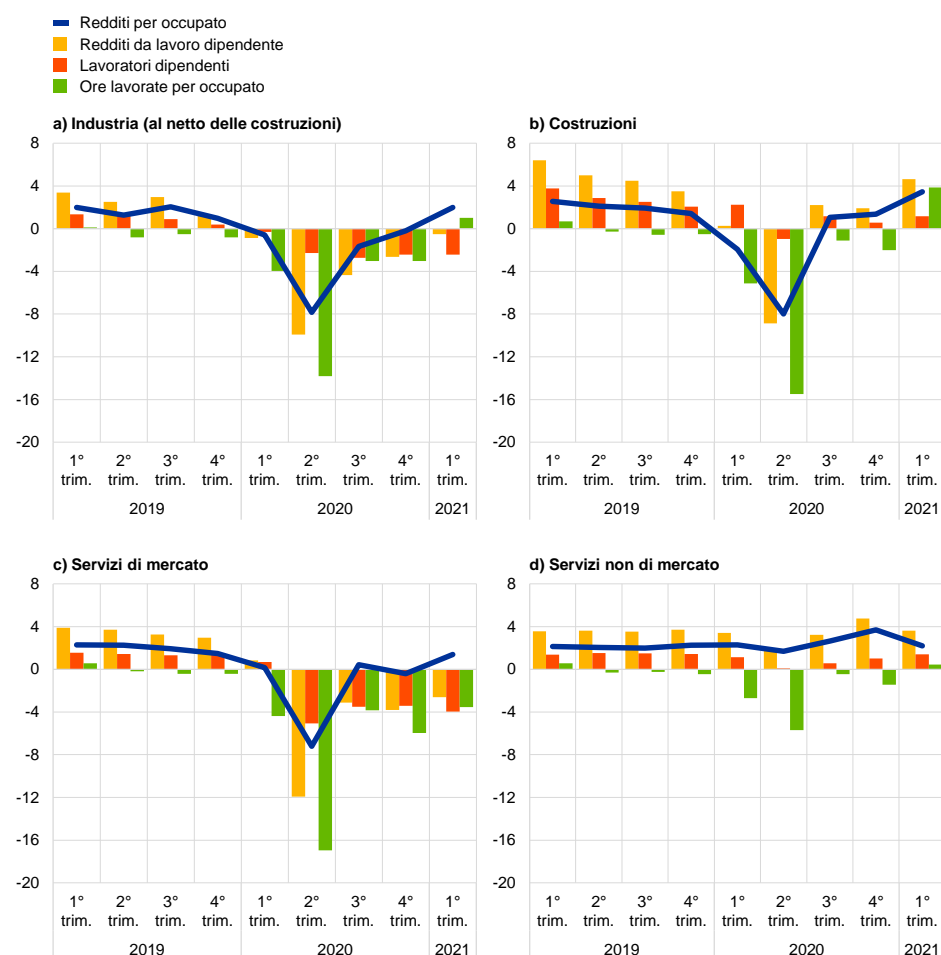 Redditi per occupato
Redditi da lavoro dipendente
Lavoratori dipendenti
Ore lavorate per occupato
a) Industria (al netto delle costruzioni)
8
4
0
-4
-8
-12
-16
-20
1° 2° 3° 4° 1° 2° 3° 4° 1°
trim. trim. trim. trim. trim. trim. trim. trim. trim.
2019 2020 2021
b) Costruzioni
8
4
0
-4
-8
-12
-16
-20
1° 2° 3° 4° 1° 2° 3° 4° 1°
trim. trim. trim. trim. trim. trim. trim. trim. trim.
2019 2020 2021
c) Servizi di mercato
8
4
0
-4
-8
-12
-16
-20
1° 2° 3° 4° 1° 2° 3° 4° 1°
trim. trim. trim. trim. trim. trim. trim. trim. trim.
2019 2020 2021
d) Servizi non di mercato
8
4
0
-4
-8
-12
-16
-20
1° 2° 3° 4° 1° 2° 3° 4° 1°
trim. trim. trim. trim. trim. trim. trim. trim. trim.
2019 2020 2021